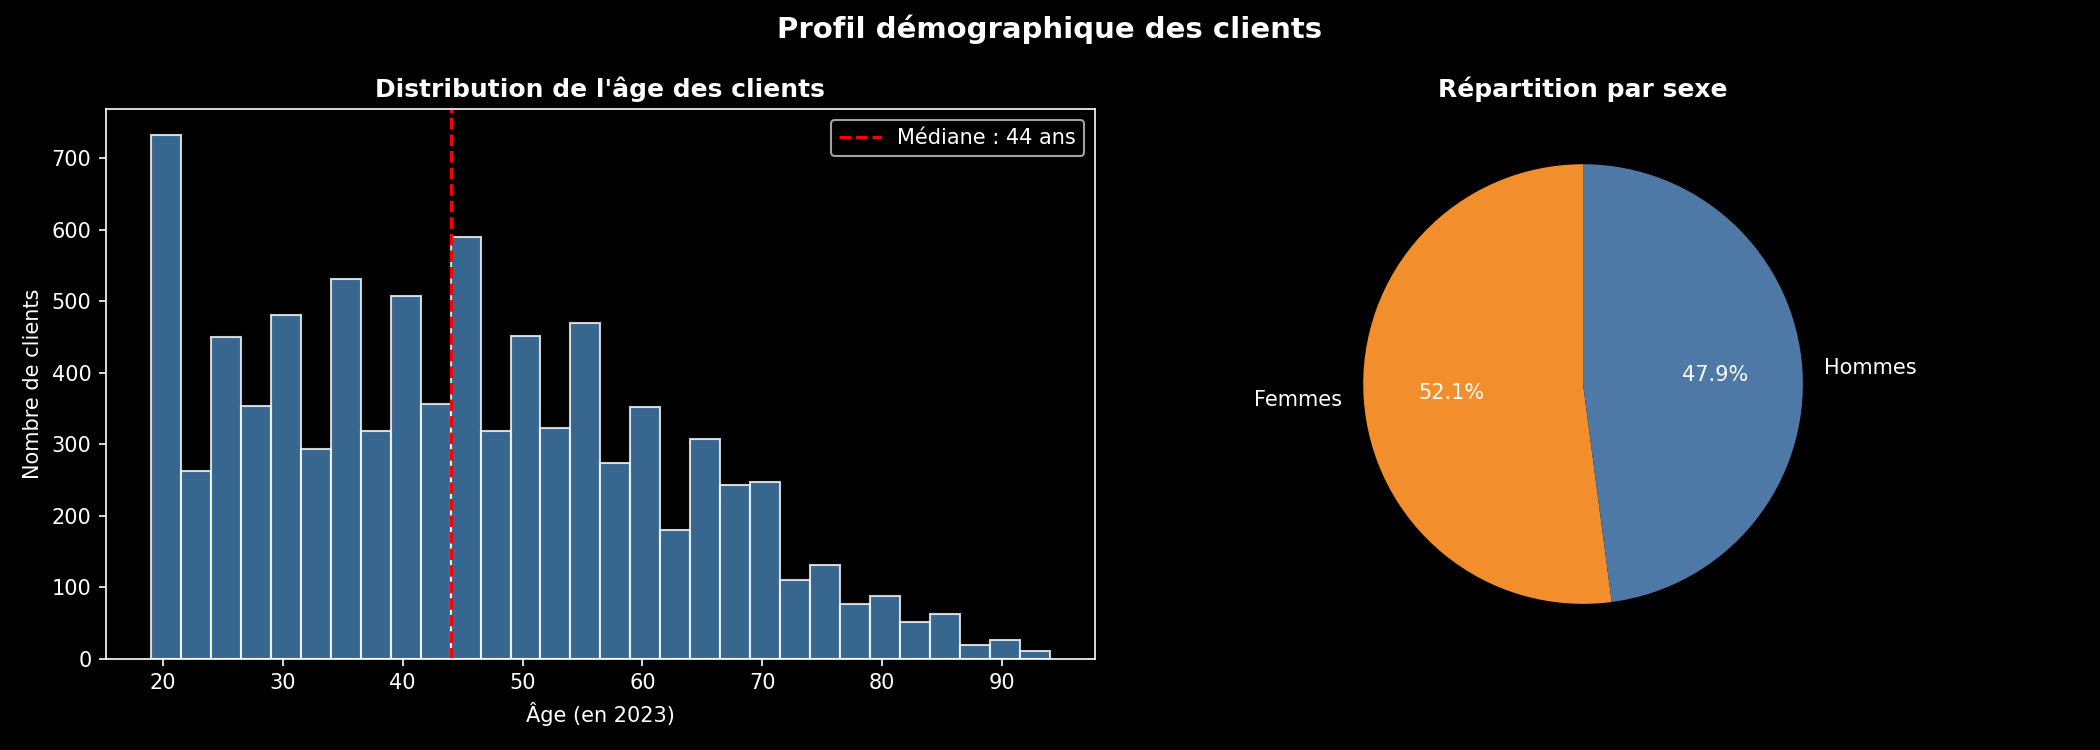 Profil démographique des clients
Distribution de l'âge des clients
Médiane : 44 ans
Nombre de clients
700
600
500
400
300
200
100
0
20 30 40 50 60 70 80 90
Âge (en 2023)
Répartition par sexe
Femmes
52.1%
47.9%
Hommes